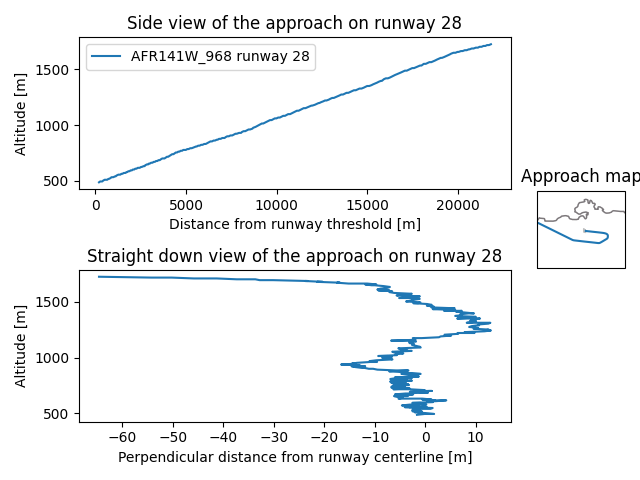 Side view of the approach on runway 28
AFR141W_968 runway 28
Altitude [m]
1500
1000
500
0
5000
10000
15000
20000
Distance from runway threshold [m]
Approach map
Straight down view of the approach on runway 28
Altitude [m]
1500
1000
500
−60
−50
−40
−30
−20
−10
0
10
Perpendicular distance from runway centerline [m]